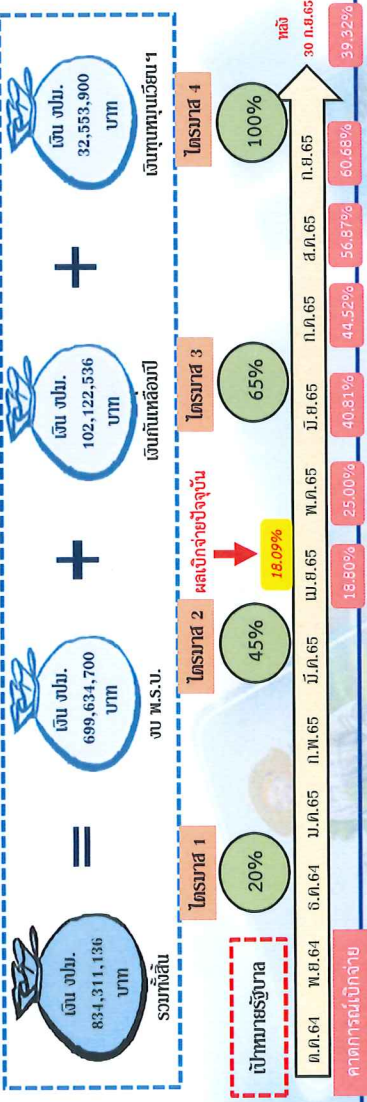 เงิน งปม.
834,311,136
บาท
รวมทั้งสิ้น
=
เงิน งปม.
699,634,700
บาท
งบ พ.ร.บ.
+
เงิน งปม.
102,122,536
บาท
เงินกันเหลื่อมปี
+
เงิน งปม.
32,553,900
บาท
เงินทุนหมุนเวียนฯ
เป้าหมายรัฐบาล
ไตรมาส 1
20%
ไตรมาส 2
45%
ผลเบิกจ่ายปัจจุบัน
18.09%
ไตรมาส 3
65%
ไตรมาส 4
100%
ต.ค.64 พ.ย.64 ธ.ค.64 ม.ค.65 ก.พ.65 มี.ค.65 เม.ย.65 พ.ค.65 มิ.ย.65 ก.ค.65 ส.ค.65 ก.ย.65
หลัง
30 ก.ย.65
คาดการณ์เบิกจ่าย
18.80% 25.00% 40.81% 44.52% 56.87% 60.68% 39.32%